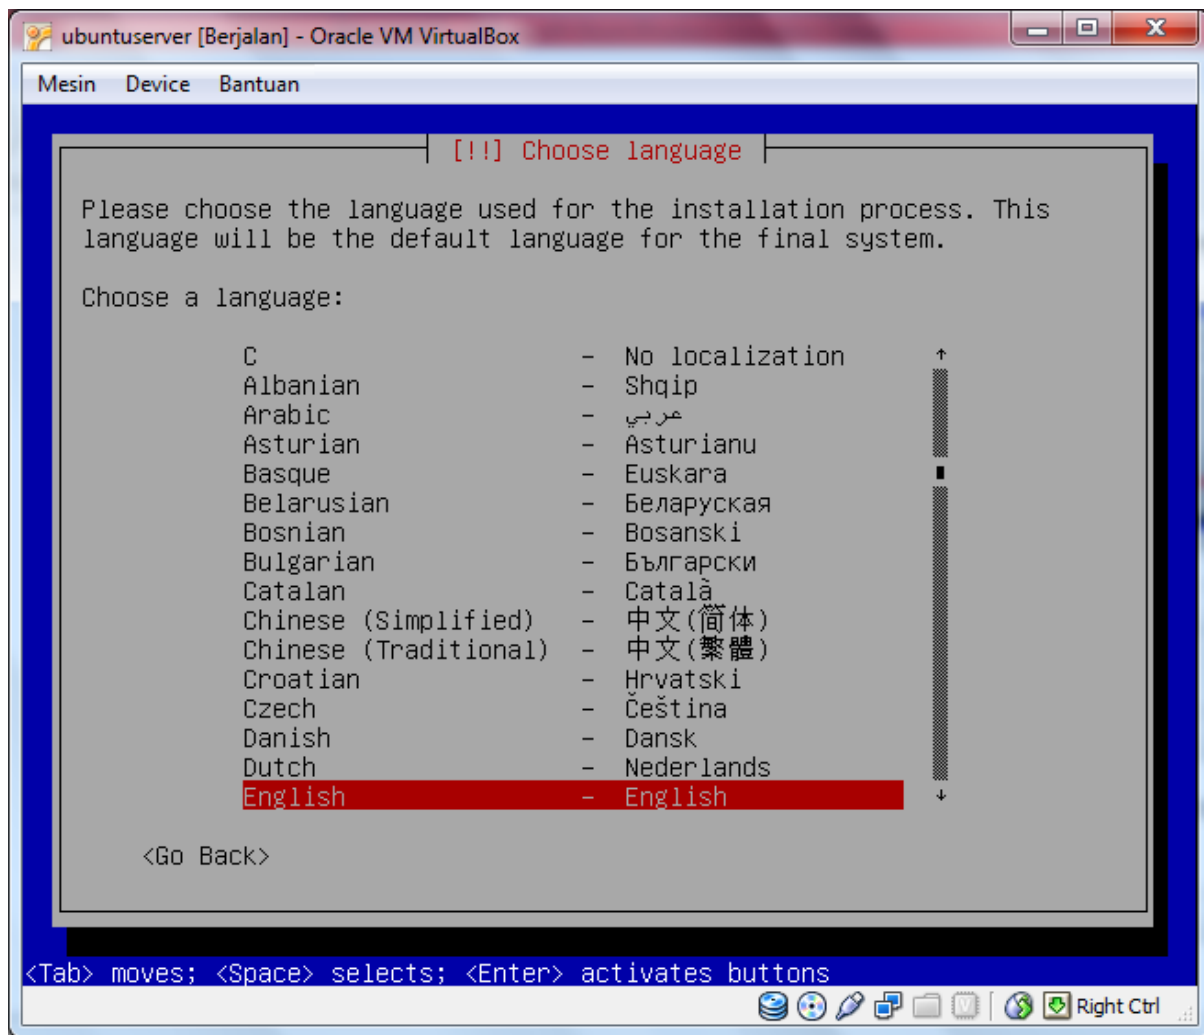 ubuntuserver [Berjalan] - Oracle VM VirtualBox
Mesin Device Bantuan
[!!] Choose language
Please choose the language used for the installation process. This
language will be the default language for the final system.
Choose a language:
C - No localization
Albanian - Shqip
Arabic - عربي
Asturian - Asturianu
Basque - Euskara
Belarusian - Беларуская
Bosnian - Bosanski
Bulgarian - Български
Catalan - Català
Chinese (Simplified) - 中文(简体)
Chinese (Traditional) - 中文(繁體)
Croatian - Hrvatski
Czech - Čeština
Danish - Dansk
Dutch - Nederlands
English - English
<Go Back>
<Tab> moves; <Space> selects; <Enter> activates buttons
Right Ctrl